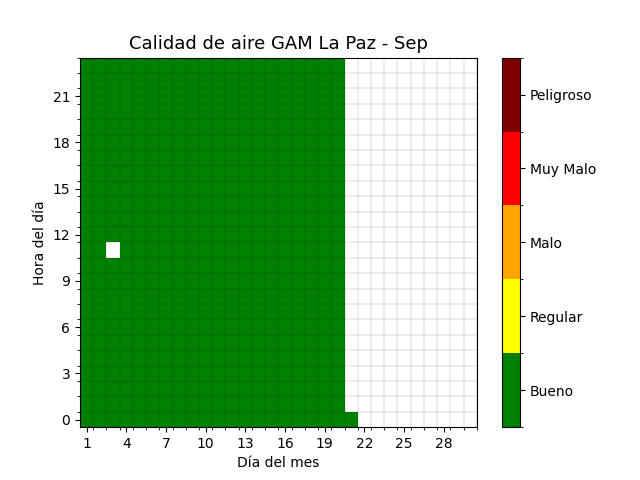 Calidad de aire GAM La Paz - Sep
Peligroso
Muy Malo
Malo
Regular
Bueno
Hora del día
21
18
15
12
9
6
3
0
1 4 7 10 13 16 19 22 25 28
Día del mes